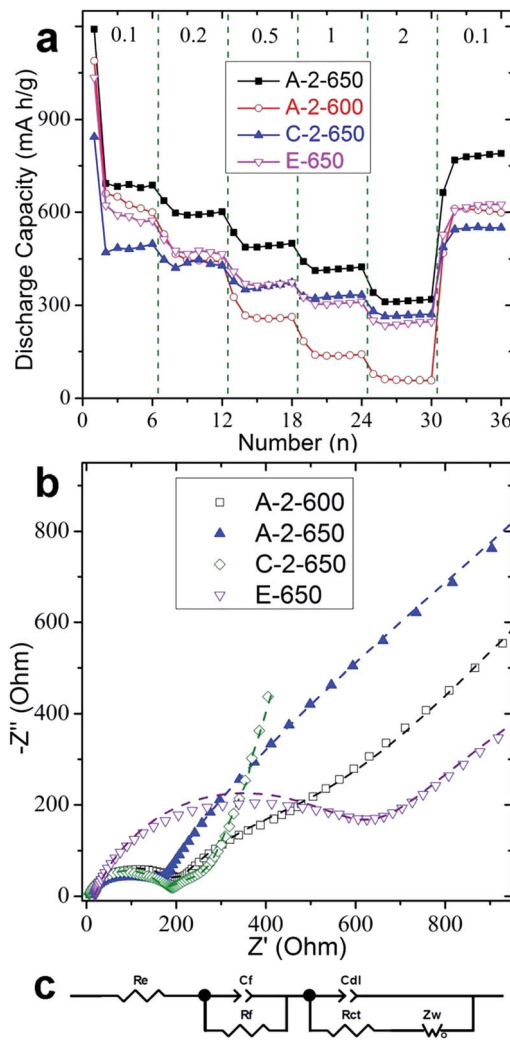 a
0.1 0.2 0.5 1 2 0.1
A-2-650
A-2-600
C-2-650
E-650
Discharge Capacity (mA h/g)
900
600
300
0
0 6 12 18 24 30 36
Number (n)
b
A-2-600
A-2-650
C-2-650
E-650
-Z" (Ohm)
800
600
400
200
0
0 200 400 600 800
Z' (Ohm)
c
Re Cf Cdl
Rf Rct Zw